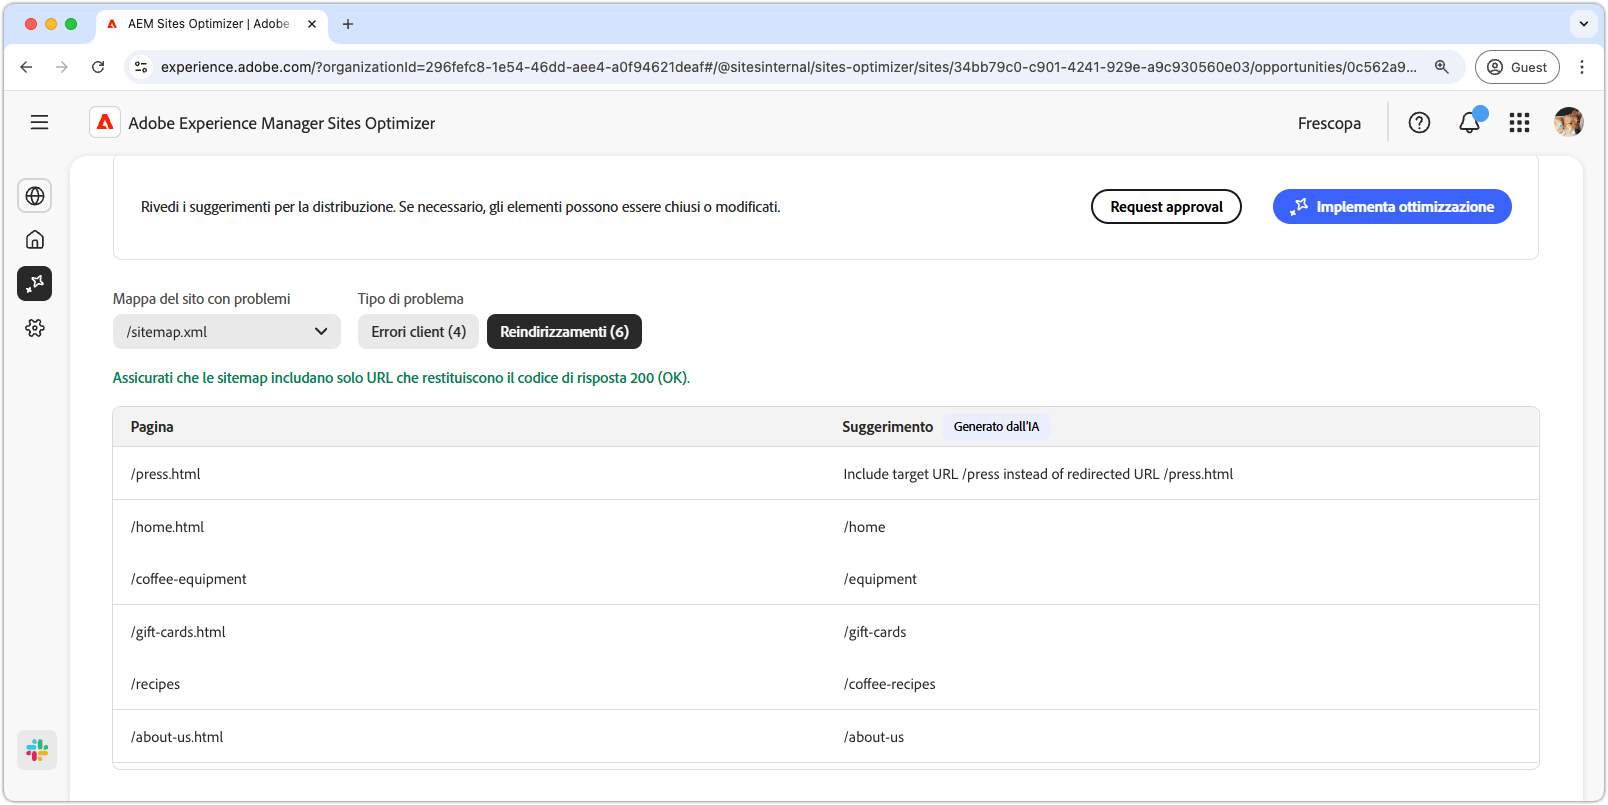 AEM Sites Optimizer | Adobe
experience.adobe.com/?organizationId=296fefc8-1e54-46dd-aee4-a0f94621deaf#/@sitesinternal/sites-optimizer/sites/34bb79c0-c901-4241-929e-a9c930560e03/opportunities/0c562a9...
Guest
Adobe Experience Manager Sites Optimizer
Frescopa
Rivedi i suggerimenti per la distribuzione. Se necessario, gli elementi possono essere chiusi o modificati.
Request approval
Implementa ottimizzazione
Mappa del sito con problemi
Tipo di problema
/sitemap.xml
Errori client (4)
Reindirizzamenti (6)
Assicurati che le sitemap includano solo URL che restituiscono il codice di risposta 200 (OK).
Pagina
Suggerimento
Generato dall'IA
/press.html
Include target URL /press instead of redirected URL /press.html
/home.html
/home
/coffee-equipment
/equipment
/gift-cards.html
/gift-cards
/recipes
/coffee-recipes
/about-us.html
/about-us